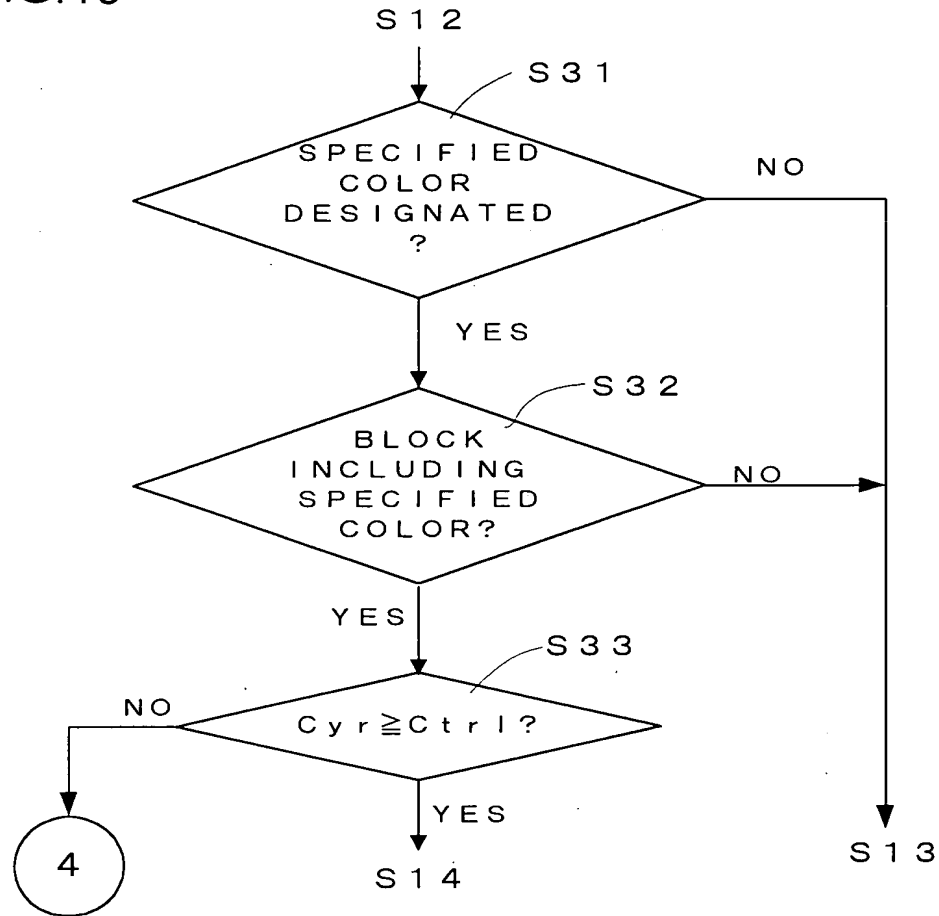 S12
S31
SPECIFIED
COLOR
DESIGNATED
?
NO
YES
S32
BLOCK
INCLUDING
SPECIFIED
COLOR?
NO
YES
S33
Cyr≧Ctrl?
NO
YES
4
S14
S13